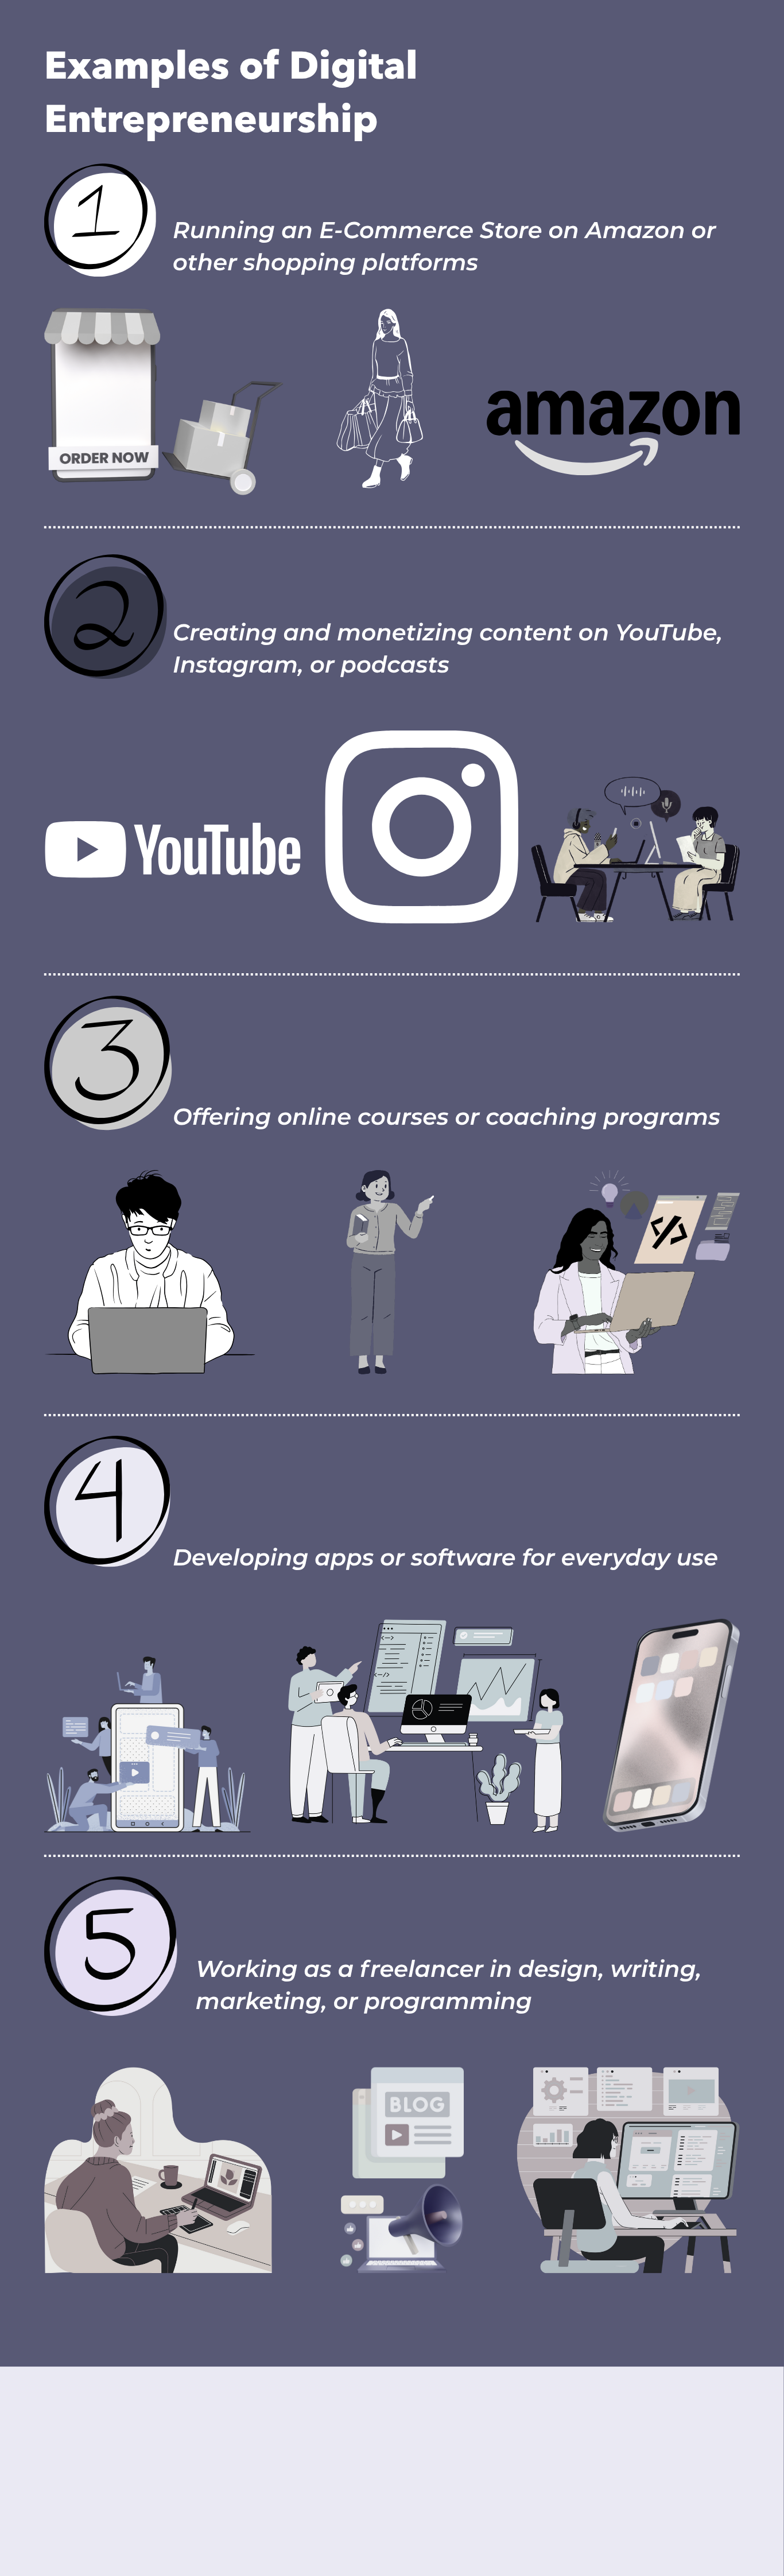 Examples of Digital
Entrepreneurship
1
Running an E-Commerce Store on Amazon or
other shopping platforms
ORDER NOW
amazon
2
Creating and monetizing content on YouTube,
Instagram, or podcasts
YouTube
3
Offering online courses or coaching programs
</>
4
Developing apps or software for everyday use
5
Working as a freelancer in design, writing,
marketing, or programming
BLOG